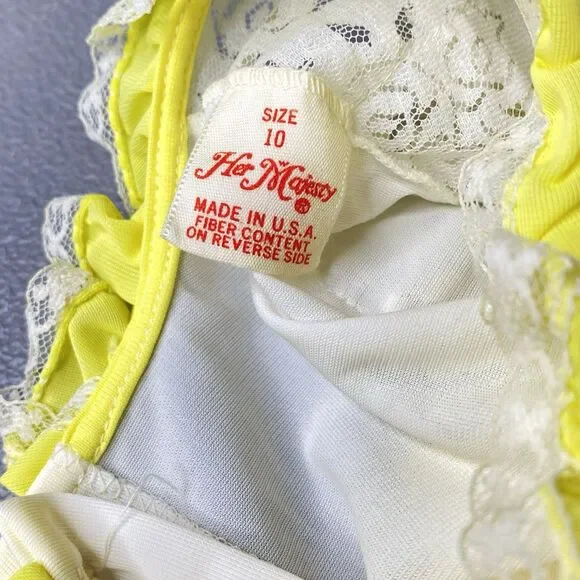 SIZE
10
Her Majesty ®
MADE IN U.S.A.
FIBER CONTENT
ON REVERSE SIDE